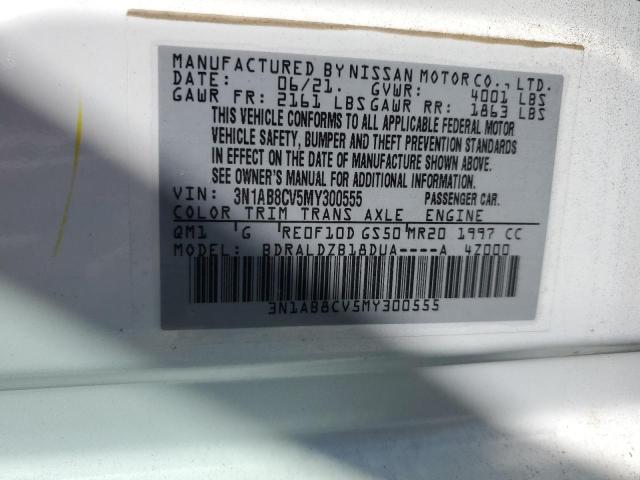 MANUFACTURED BY NISSAN MOTOR CO., LTD.
DATE: 06/21. GVWR: 4001 LBS
GAWR FR: 2161 LBS GAWR RR: 1863 LBS
THIS VEHICLE CONFORMS TO ALL APPLICABLE FEDERAL MOTOR
VEHICLE SAFETY, BUMPER AND THEFT PREVENTION STANDARDS
IN EFFECT ON THE DATE OF MANUFACTURE SHOWN ABOVE.
SEE OWNER'S MANUAL FOR ADDITIONAL INFORMATION.
VIN: 3N1AB8CV5MY300555 PASSENGER CAR.
COLOR TRIM TRANS AXLE ENGINE
QM1 G RE0F10D GS50 MR20 1997 CC
MODEL: BDRALDZB18DUA----A 4Z000
3N1AB8CV5MY300555